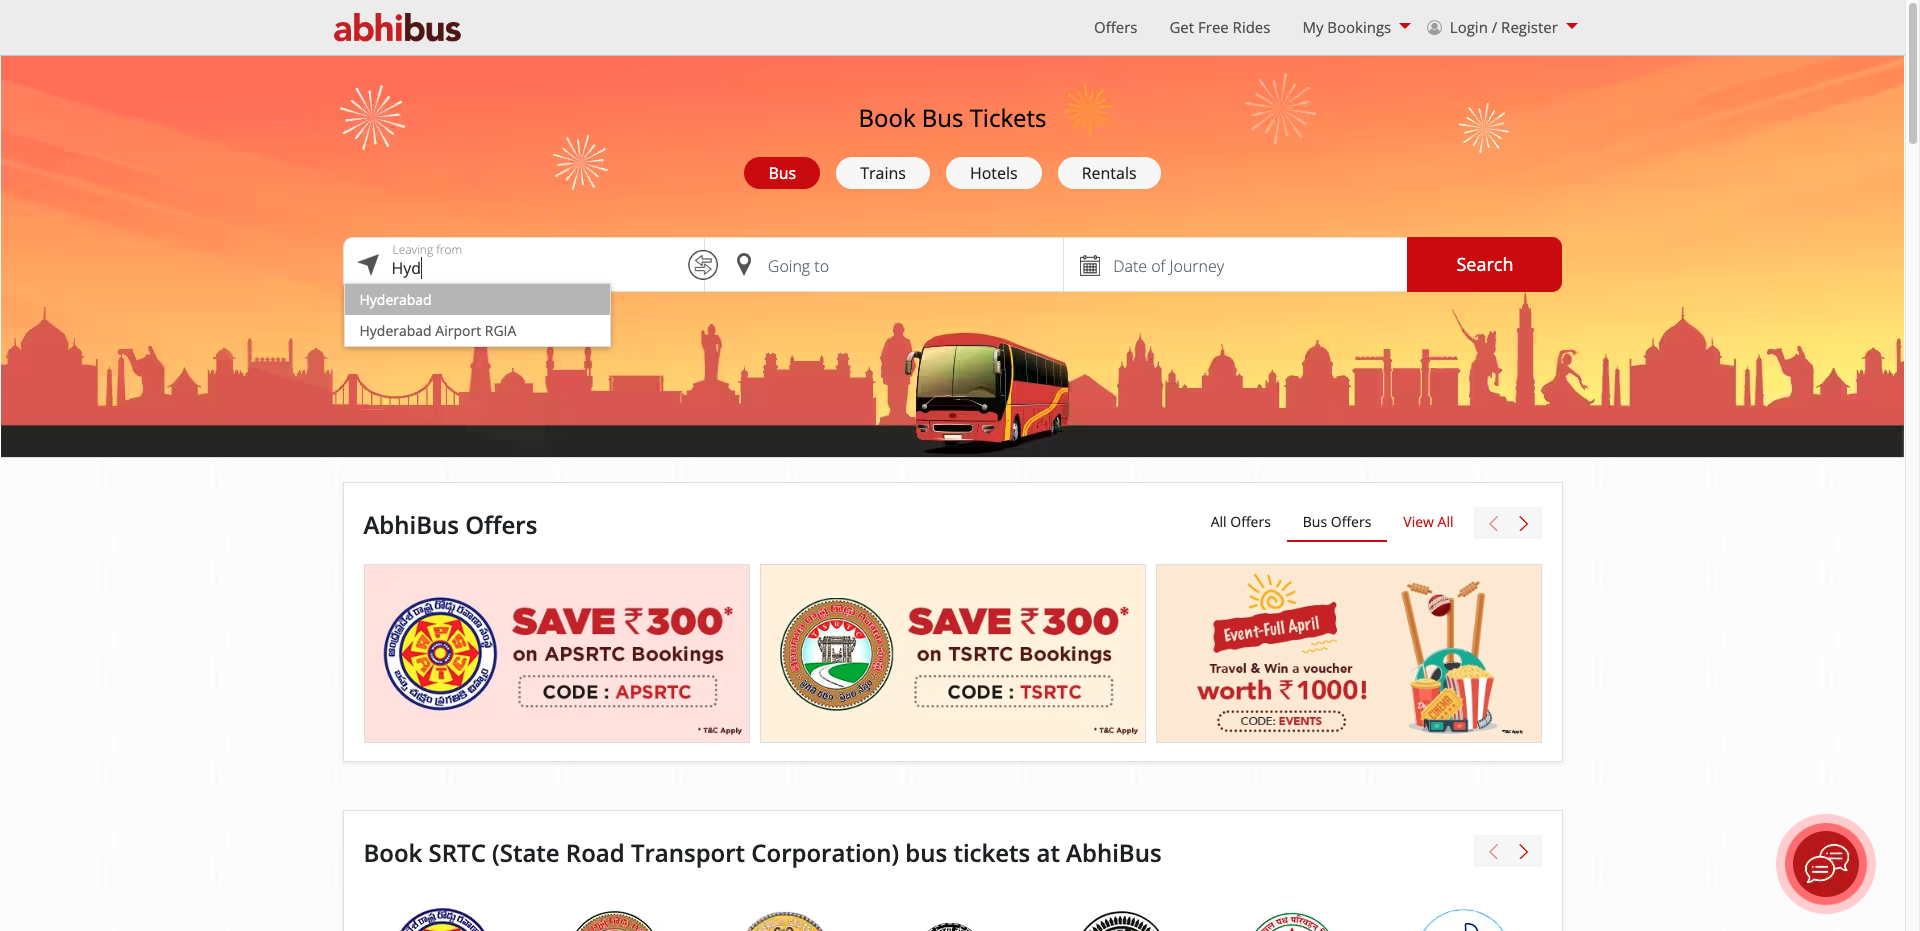 abhibus
Offers
Get Free Rides
My Bookings
Login / Register
Book Bus Tickets
Bus
Trains
Hotels
Rentals
Leaving from
Hyd
Going to
Date of Journey
Search
Hyderabad
Hyderabad Airport RGIA
AbhiBus Offers
All Offers
Bus Offers
View All
SAVE ₹300*
on APSRTC Bookings
CODE : APSRTC
* T&C Apply
SAVE ₹300*
on TSRTC Bookings
CODE : TSRTC
* T&C Apply
Event-Full April
Travel & Win a voucher
worth ₹1000!
CODE: EVENTS
*T&C Apply
CINEMA
Book SRTC (State Road Transport Corporation) bus tickets at AbhiBus